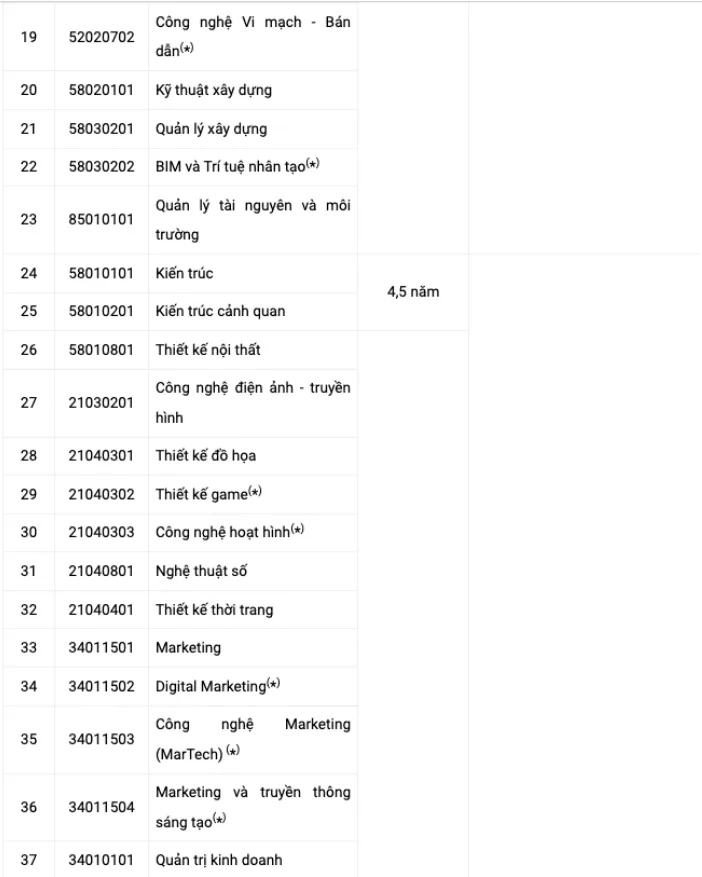 19 52020702 Công nghệ Vi mạch - Bán
dẫn(*)
20 58020101 Kỹ thuật xây dựng
21 58030201 Quản lý xây dựng
22 58030202 BIM và Trí tuệ nhân tạo(*)
23 85010101 Quản lý tài nguyên và môi
trường
24 58010101 Kiến trúc
4,5 năm
25 58010201 Kiến trúc cảnh quan
26 58010801 Thiết kế nội thất
27 21030201 Công nghệ điện ảnh - truyền
hình
28 21040301 Thiết kế đồ họa
29 21040302 Thiết kế game(*)
30 21040303 Công nghệ hoạt hình(*)
31 21040801 Nghệ thuật số
32 21040401 Thiết kế thời trang
33 34011501 Marketing
34 34011502 Digital Marketing(*)
35 34011503 Công nghệ Marketing
(MarTech) (*)
36 34011504 Marketing và truyền thông
sáng tạo(*)
37 34010101 Quản trị kinh doanh